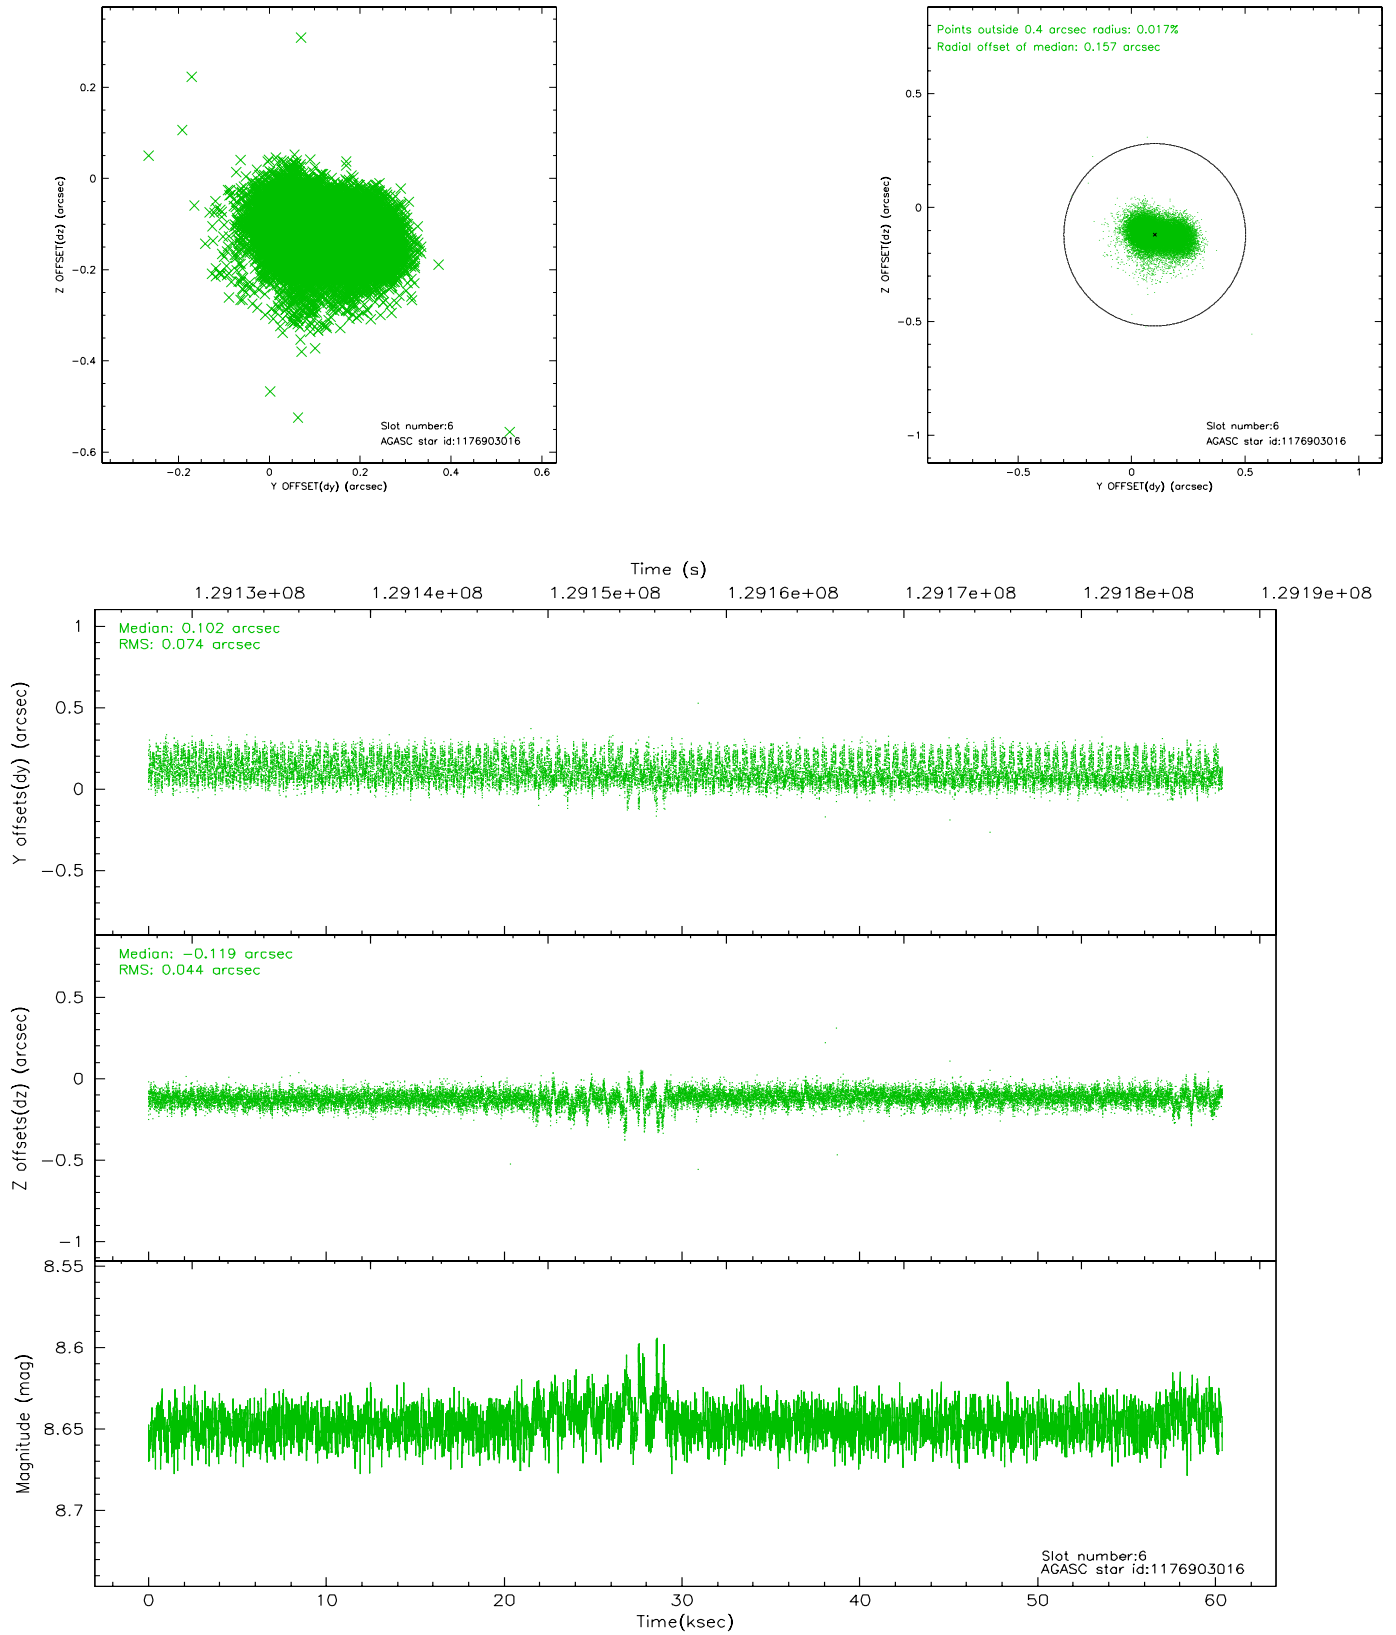 0.2
0
−0.2
−0.4
−0.6
Z OFFSET(dz) (arcsec)
−0.2
0
0.2
0.4
0.6
Y OFFSET(dy) (arcsec)
Slot number:6
AGASC star id:1176903016
Points outside 0.4 arcsec radius: 0.017%
Radial offset of median: 0.157 arcsec
0.5
0
−0.5
−1
Z OFFSET(dz) (arcsec)
−0.5
0
0.5
1
Y OFFSET(dy) (arcsec)
Slot number:6
AGASC star id:1176903016
Time (s)
1.2913e+08
1.2914e+08
1.2915e+08
1.2916e+08
1.2917e+08
1.2918e+08
1.2919e+08
Median: 0.102 arcsec
RMS: 0.074 arcsec
1
0.5
0
−0.5
Y offsets(dy) (arcsec)
Median: −0.119 arcsec
RMS: 0.044 arcsec
0.5
0
−0.5
−1
Z offsets(dz) (arcsec)
8.55
8.6
8.65
8.7
Magnitude (mag)
Slot number:6
AGASC star id:1176903016
0
10
20
30
40
50
60
Time(ksec)